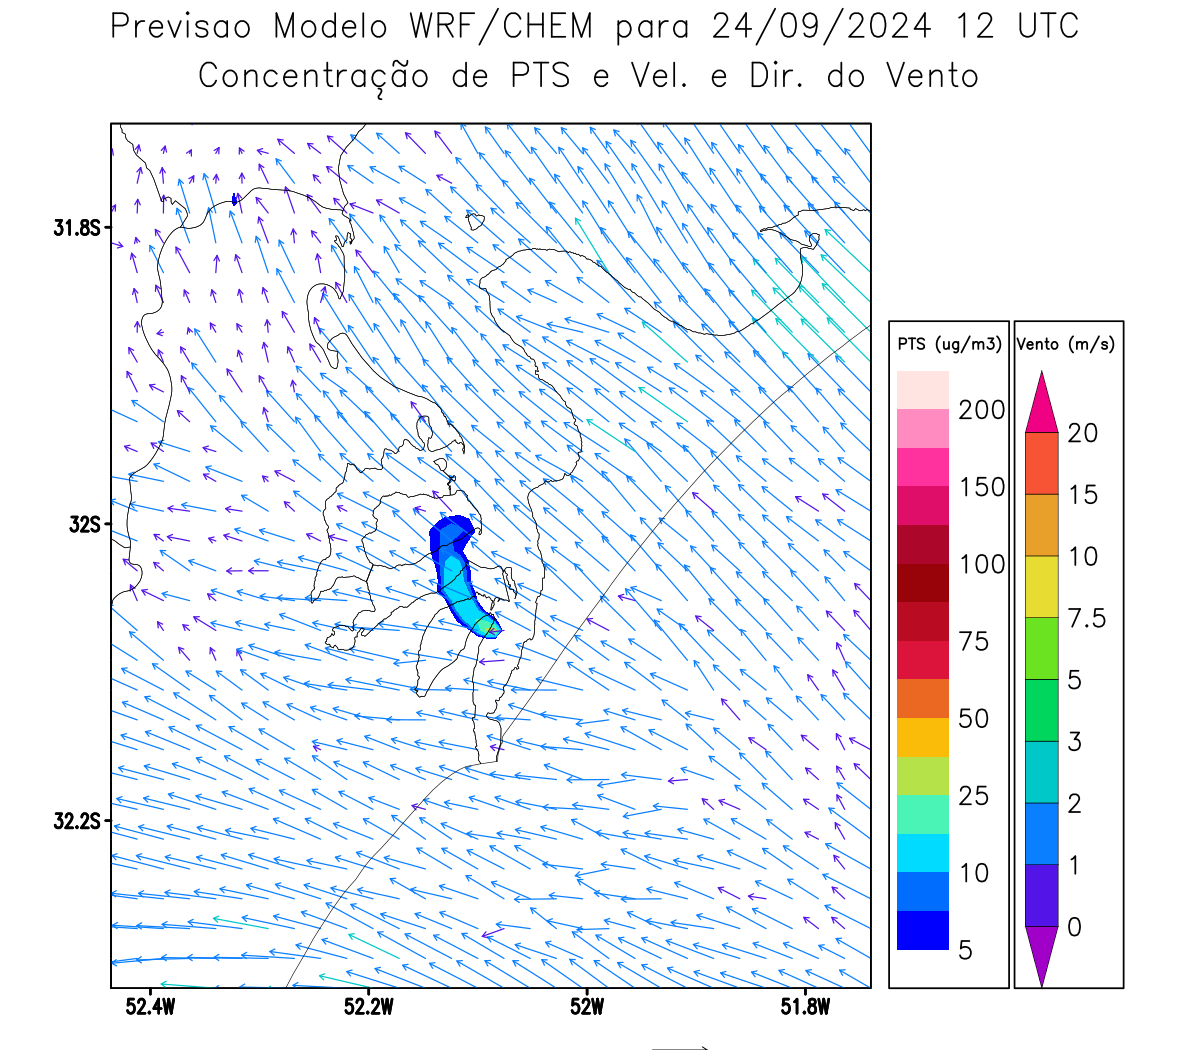 Previsao Modelo WRF/CHEM para 24/09/2024 12 UTC
Concentração de PTS e Vel. e Dir. do Vento
31.8S
32S
32.2S
52.4W
52.2W
52W
51.8W
PTS (ug/m3)
200
150
100
75
50
25
10
5
Vento (m/s)
20
15
10
7.5
5
3
2
1
0